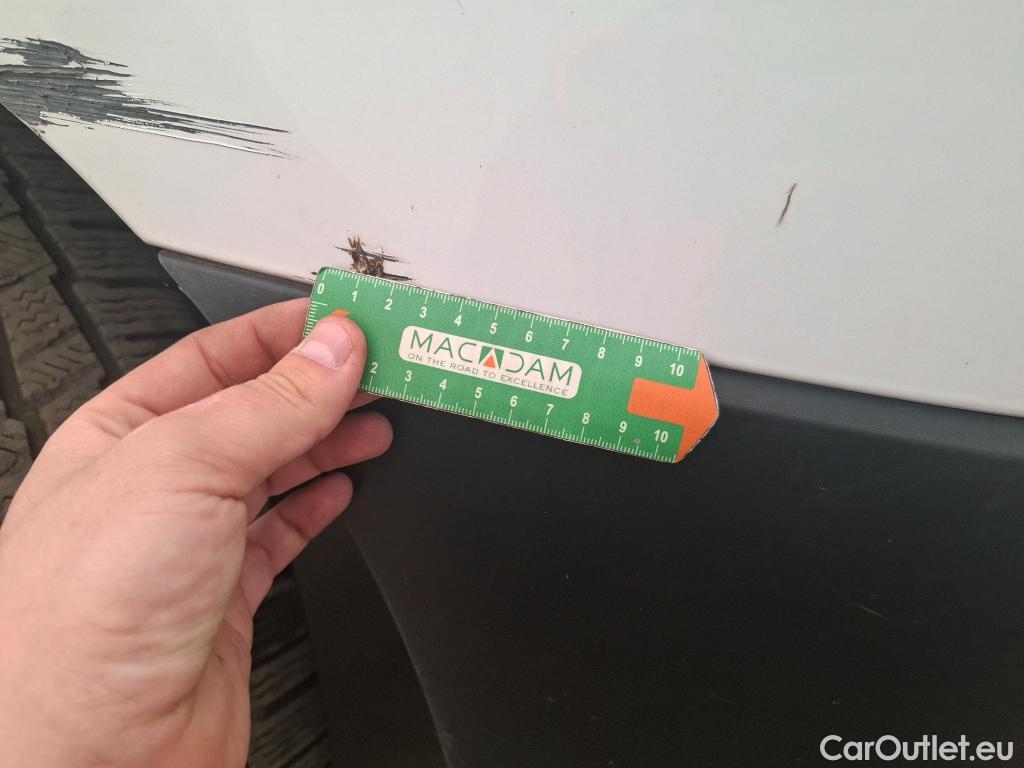 0 1 2 3 4 5 6 7 8 9 10
MACADAM
ON THE ROAD TO EXCELLENCE
2 3 4 5 6 7 8 9 10
CarOutlet.eu